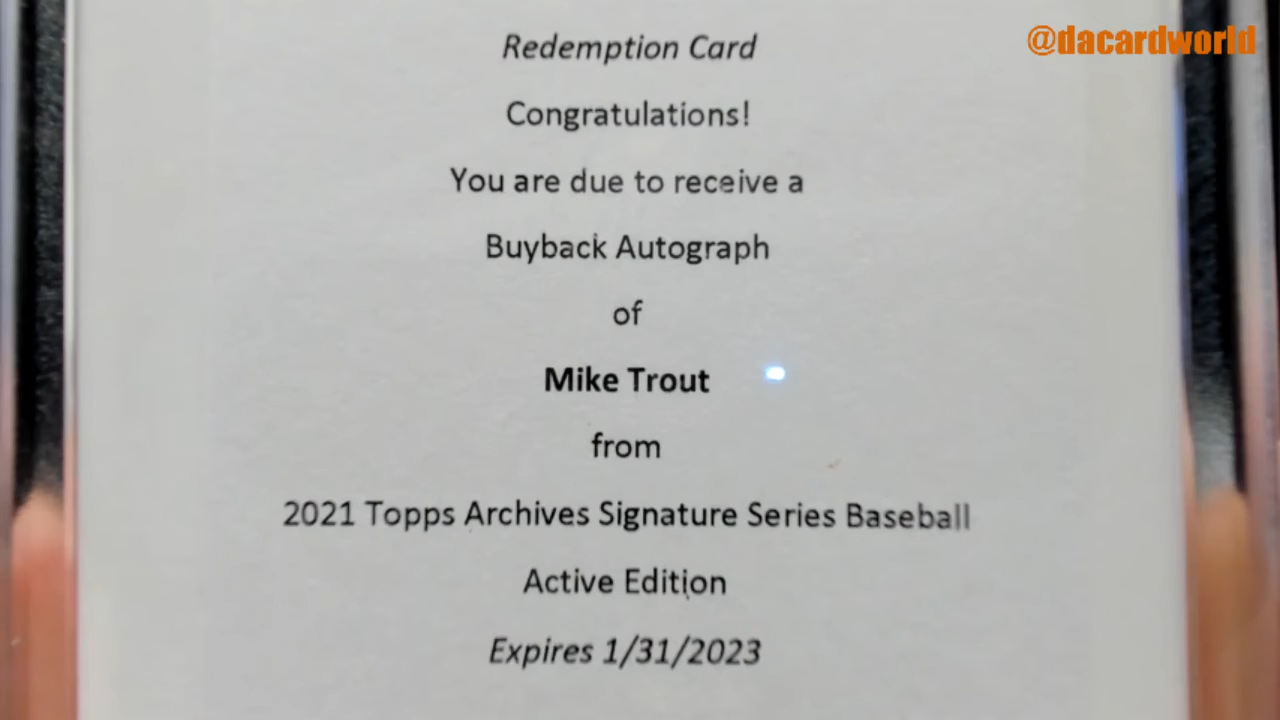 @dacardworld
Redemption Card
Congratulations!
You are due to receive a
Buyback Autograph
of
Mike Trout
from
2021 Topps Archives Signature Series Baseball
Active Edition
Expires 1/31/2023